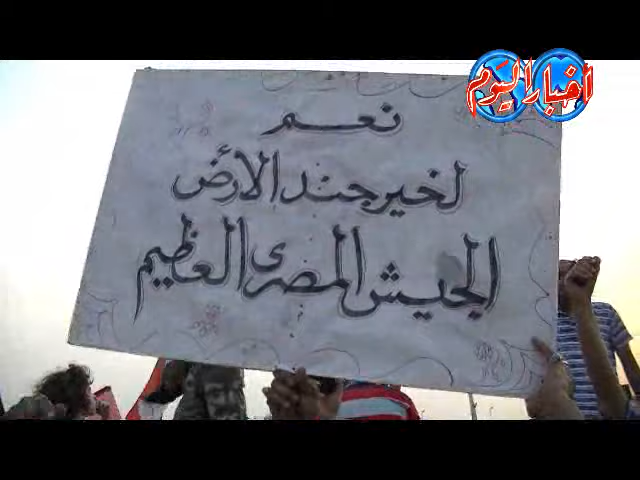 أخبار اليوم
نعم
لخير جند الأرض
الجيش المصرى العظيم